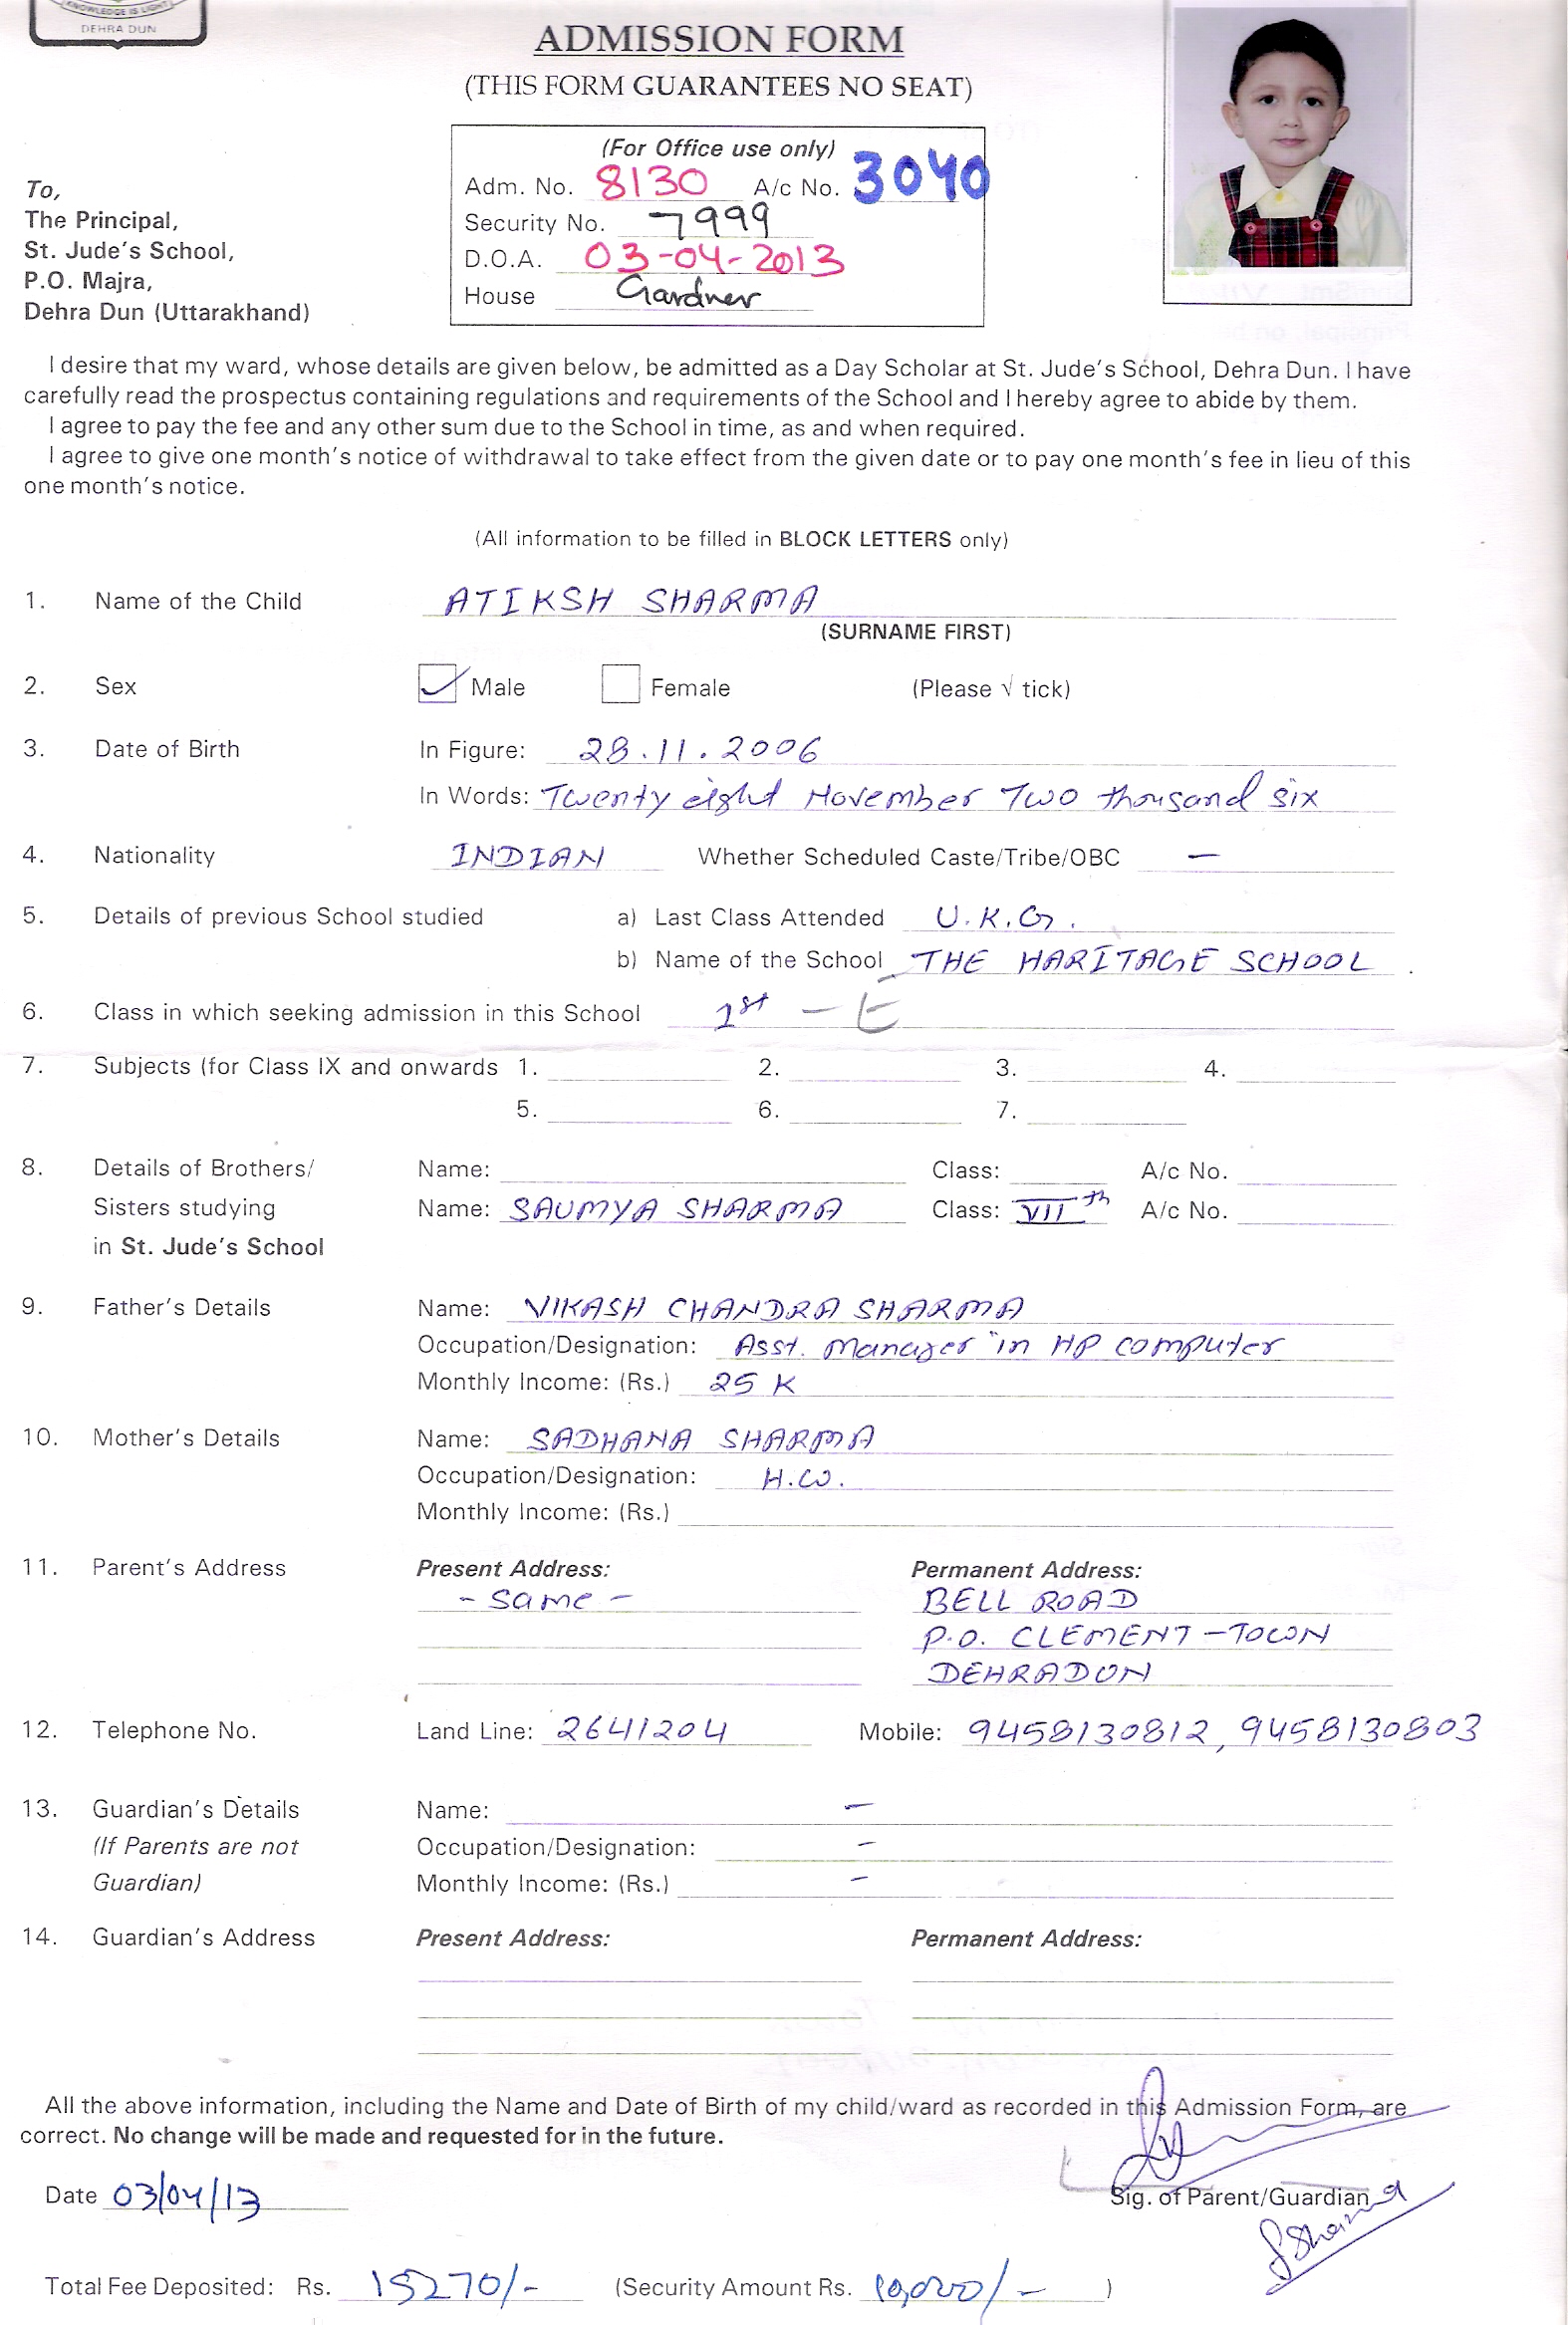 KNOWLEDGE IS LIGHT
DEHRA DUN
ADMISSION FORM
(THIS FORM GUARANTEES NO SEAT)
(For Office use only)
Adm. No. 8130 A/c No. 3040
Security No. 7999
D.O.A. 03-04-2013
House Gardner
To,
The Principal,
St. Jude's School,
P.O. Majra,
Dehra Dun (Uttarakhand)
I desire that my ward, whose details are given below, be admitted as a Day Scholar at St. Jude's School, Dehra Dun. I have
carefully read the prospectus containing regulations and requirements of the School and I hereby agree to abide by them.
I agree to pay the fee and any other sum due to the School in time, as and when required.
I agree to give one month's notice of withdrawal to take effect from the given date or to pay one month's fee in lieu of this
one month's notice.
(All information to be filled in BLOCK LETTERS only)
1. Name of the Child ATIKSH SHARMA
(SURNAME FIRST)
2. Sex Male Female (Please √ tick)
3. Date of Birth In Figure: 28.11.2006
In Words: Twenty eight November Two thousand six
4. Nationality INDIAN Whether Scheduled Caste/Tribe/OBC —
5. Details of previous School studied a) Last Class Attended U.K.G.
b) Name of the School THE HARITAGE SCHOOL
6. Class in which seeking admission in this School 1st - E
7. Subjects (for Class IX and onwards 1. 2. 3. 4.
5. 6. 7.
8. Details of Brothers/ Name: Class: A/c No.
Sisters studying Name: SAUMYA SHARMA Class: VIIth A/c No.
in St. Jude's School
9. Father's Details Name: VIKASH CHANDRA SHARMA
Occupation/Designation: Asst. Manager in HP computer
Monthly Income: (Rs.) 25 K
10. Mother's Details Name: SADHANA SHARMA
Occupation/Designation: H.W.
Monthly Income: (Rs.)
11. Parent's Address Present Address: Permanent Address:
- Same - BELL ROAD
P.O. CLEMENT-TOWN
DEHRADUN
12. Telephone No. Land Line: 2641204 Mobile: 9458130812, 9458130803
13. Guardian's Details Name: —
(If Parents are not Occupation/Designation: —
Guardian) Monthly Income: (Rs.) —
14. Guardian's Address Present Address: Permanent Address:
All the above information, including the Name and Date of Birth of my child/ward as recorded in this Admission Form, are
correct. No change will be made and requested for in the future.
Date 03/04/13
Sig. of Parent/Guardian
SSharma
Total Fee Deposited: Rs. 15270/- (Security Amount Rs. 10,000/- )